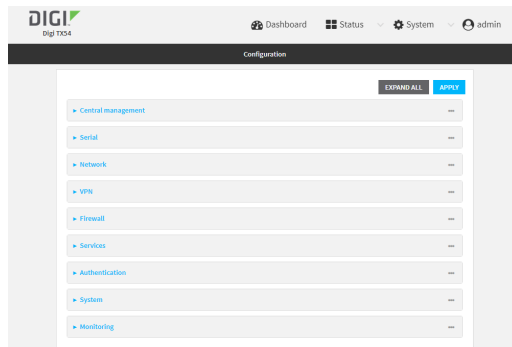 DIGI
Digi TX54
Dashboard Status System admin
Configuration
EXPAND ALL APPLY
Central management
Serial
Network
VPN
Firewall
Services
Authentication
System
Monitoring